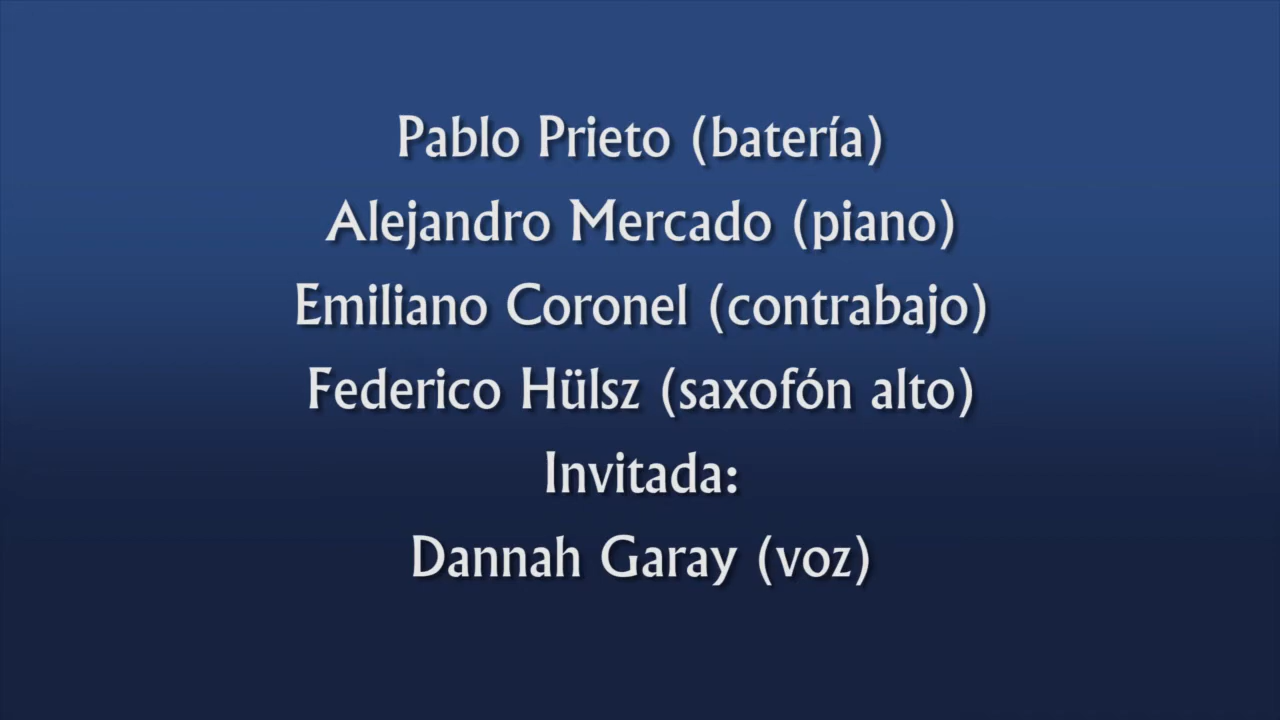 Pablo Prieto (batería)
Alejandro Mercado (piano)
Emiliano Coronel (contrabajo)
Federico Hülsz (saxofón alto)
Invitada:
Dannah Garay (voz)